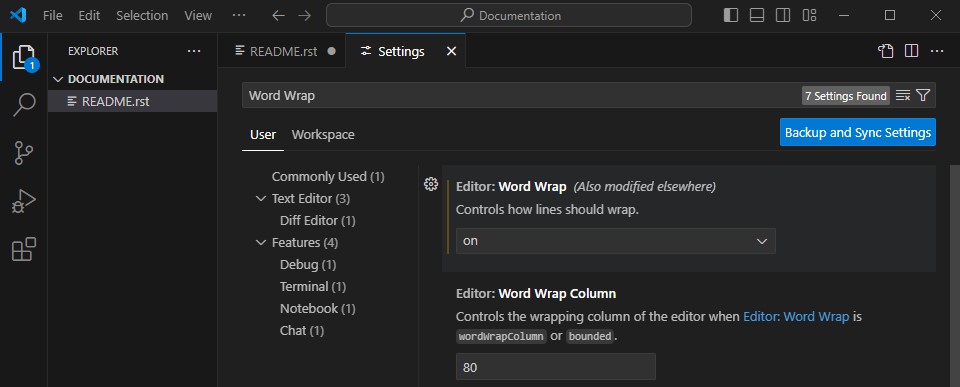 File Edit Selection View ··· Documentation
EXPLORER ··· README.rst Settings ···
1
DOCUMENTATION
README.rst
Word Wrap 7 Settings Found
User Workspace Backup and Sync Settings
Commonly Used (1)
Text Editor (3)
Diff Editor (1)
Features (4)
Debug (1)
Terminal (1)
Notebook (1)
Chat (1)
Editor: Word Wrap (Also modified elsewhere)
Controls how lines should wrap.
on
Editor: Word Wrap Column
Controls the wrapping column of the editor when Editor: Word Wrap is
wordWrapColumn or bounded.
80